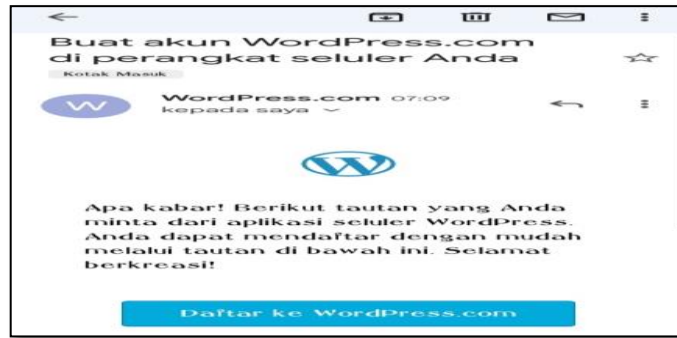 Buat akun WordPress.com
di perangkat seluler Anda
Kotak Masuk
W
WordPress.com 07:09
kepada saya
W
Apa kabar! Berikut tautan yang Anda
minta dari aplikasi seluler WordPress.
Anda dapat mendaftar dengan mudah
melalui tautan di bawah ini. Selamat
berkreasi!
Daftar ke WordPress.com